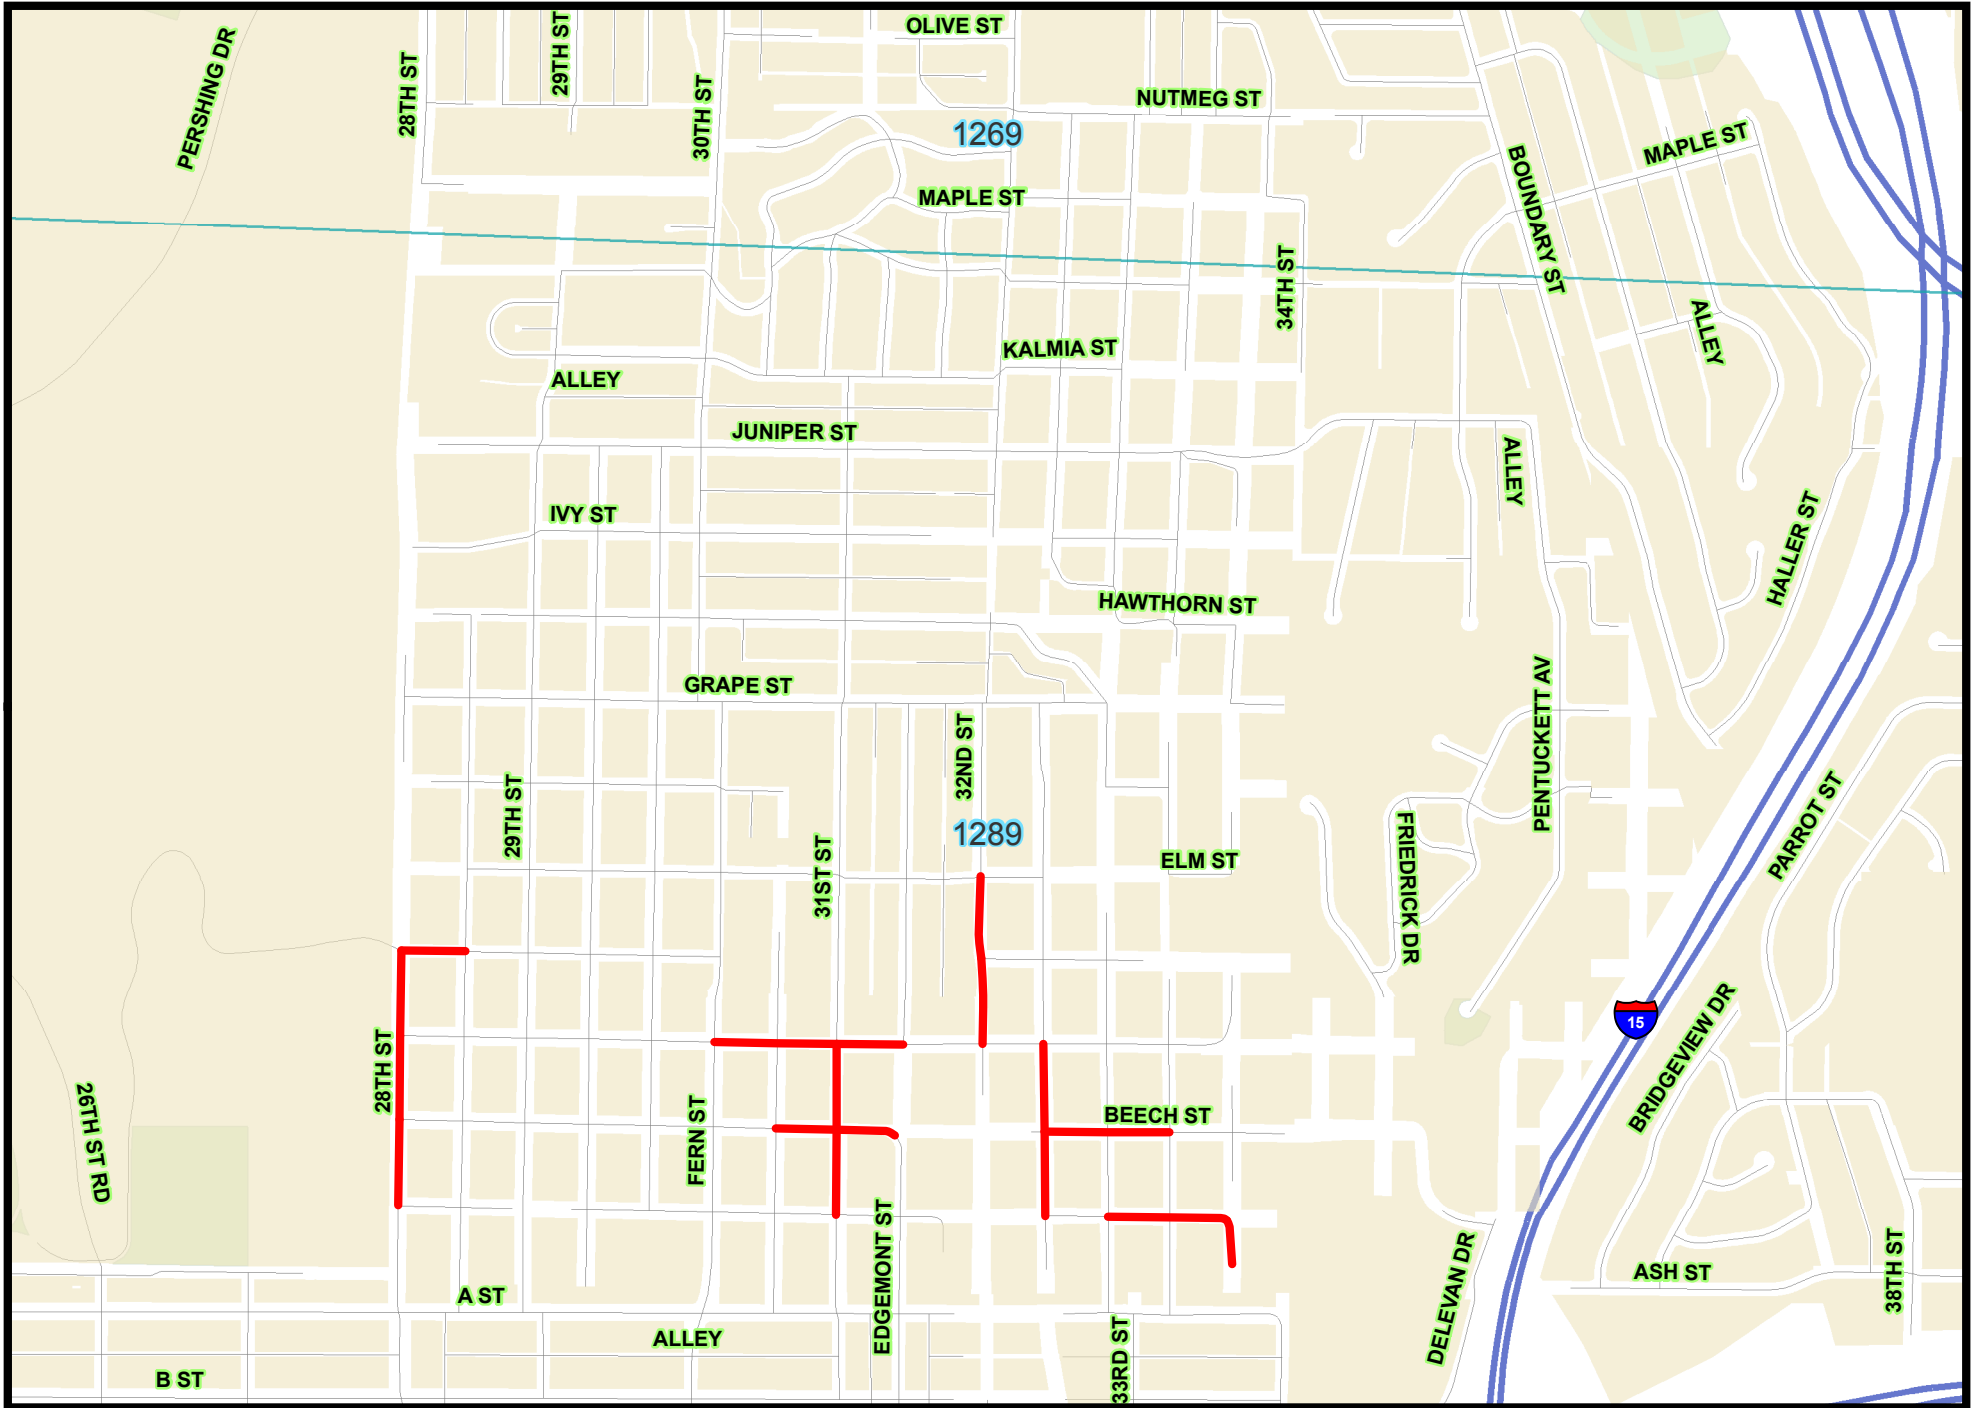 OLIVE ST
29TH ST
PERSHING DR
28TH ST
30TH ST
NUTMEG ST
1269
MAPLE ST
MAPLE ST
BOUNDARY ST
34TH ST
ALLEY
KALMIA ST
ALLEY
JUNIPER ST
ALLEY
IVY ST
HALLER ST
HAWTHORN ST
GRAPE ST
PENTUCKETT AV
32ND ST
29TH ST
1289
31ST ST
ELM ST
FRIEDRICK DR
PARROT ST
15
28TH ST
BRIDGEVIEW DR
26TH ST RD
FERN ST
BEECH ST
EDGEMONT ST
DELEVAN DR
ASH ST
38TH ST
A ST
ALLEY
33RD ST
B ST